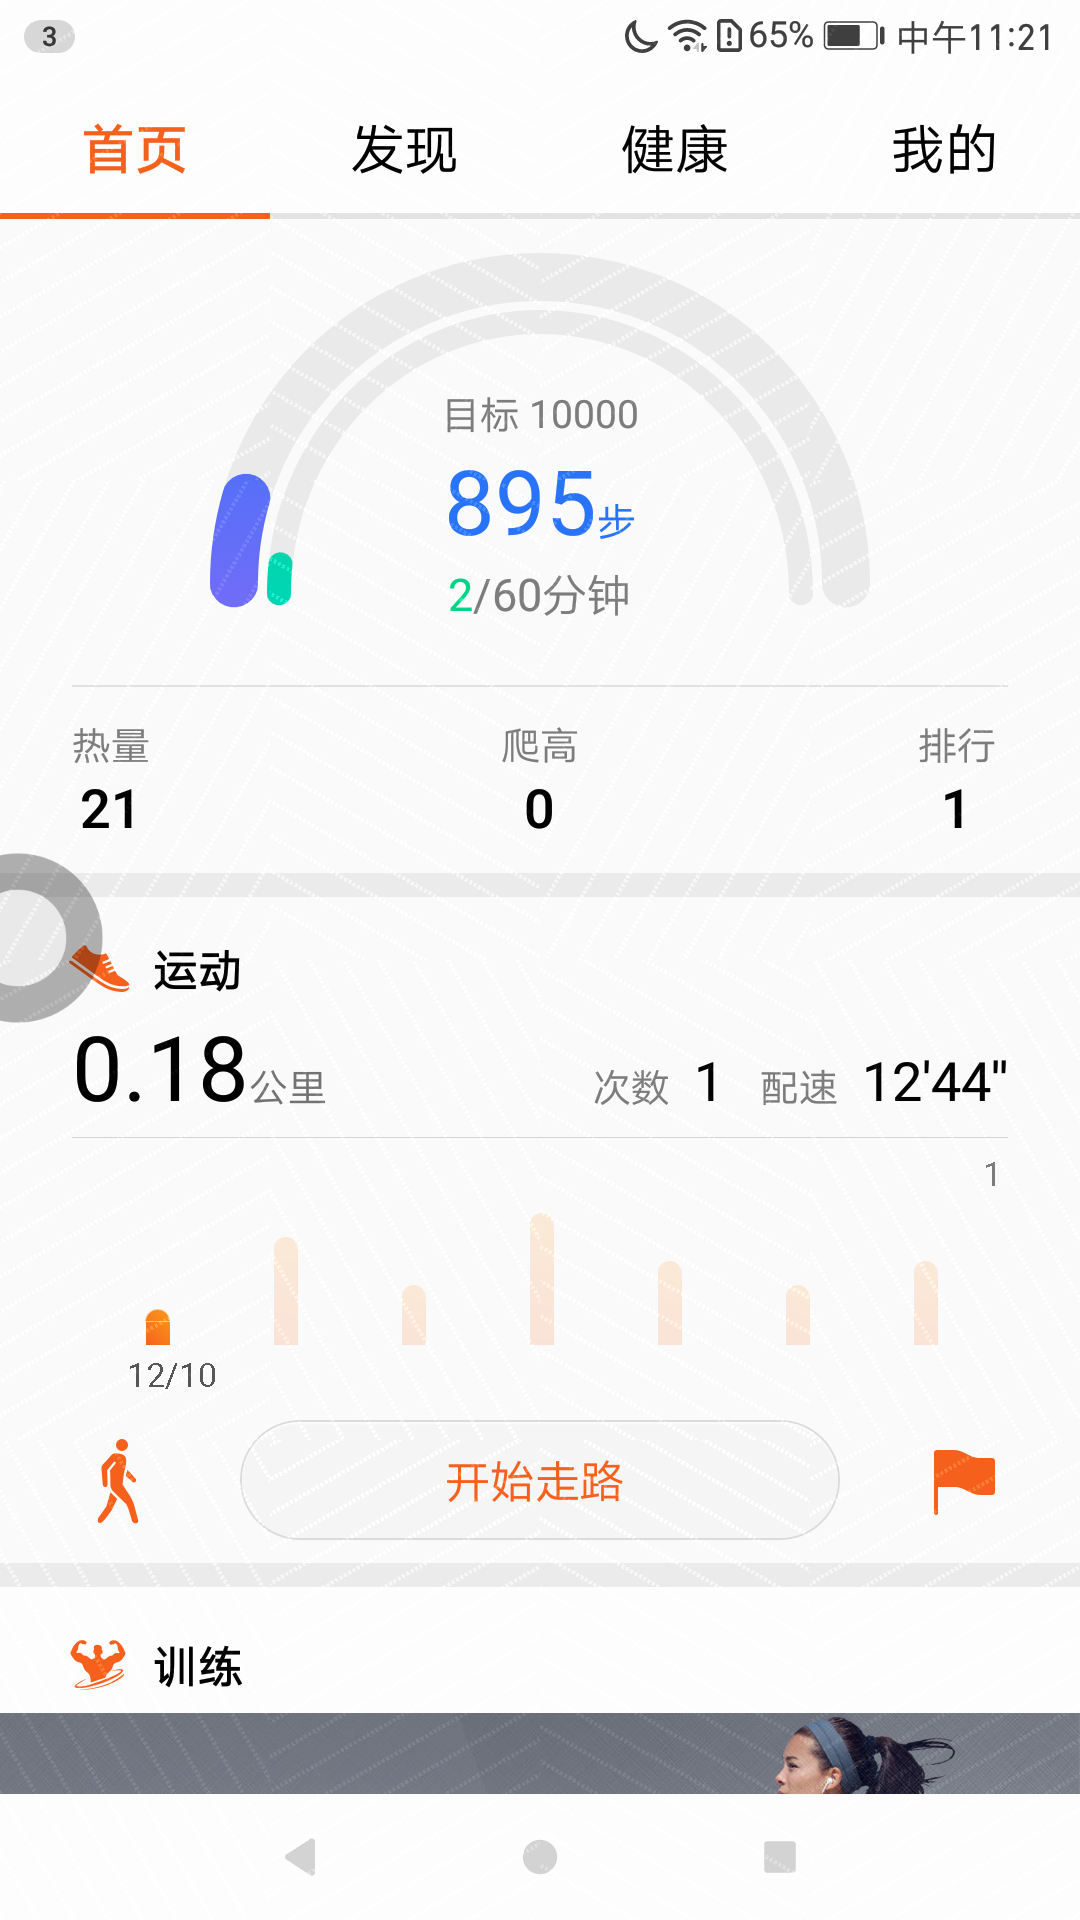 3 65% 中午11:21
首页 发现 健康 我的
目标 10000
895步
2/60分钟
热量 爬高 排行
21 0 1
运动
0.18公里 次数 1 配速 12'44"
1
12/10
开始走路
训练